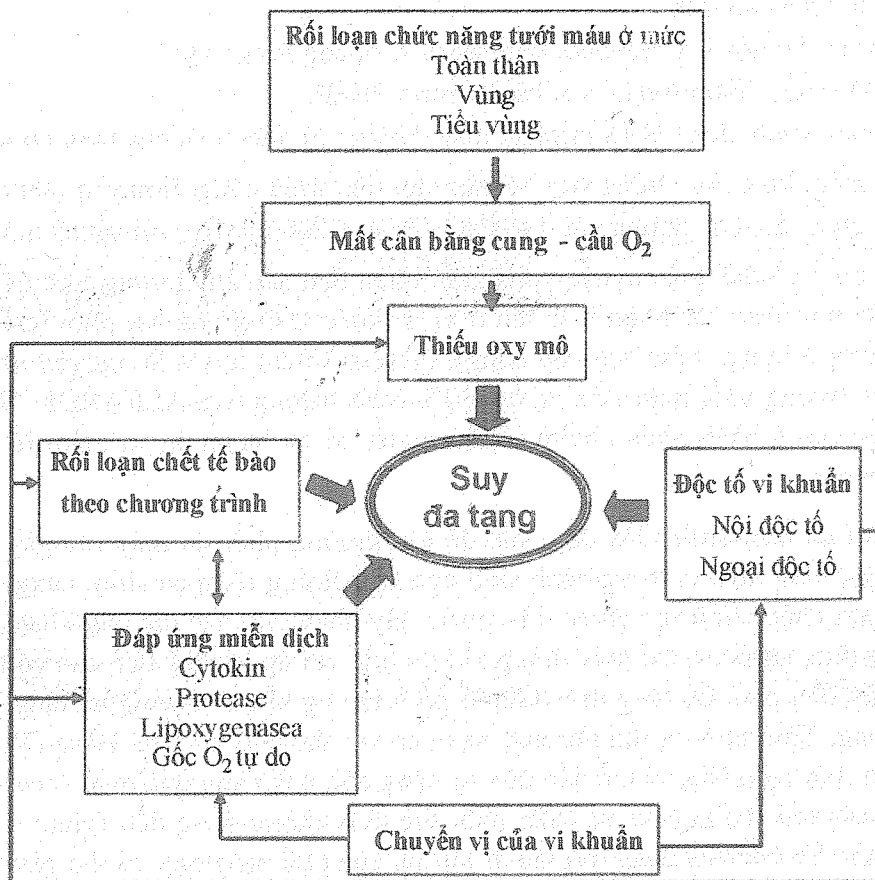 Rối loạn chức năng tưới máu ở mức
Toàn thân
Vùng
Tiểu vùng
Mất cân bằng cung - cầu O₂
Thiếu oxy mô
Rối loạn chết tế bào
theo chương trình
Suy
đa tạng
Độc tố vi khuẩn
Nội độc tố
Ngoại độc tố
Đáp ứng miễn dịch
Cytokin
Protease
Lipoxygenasea
Gốc O₂ tự do
Chuyển vị của vi khuẩn